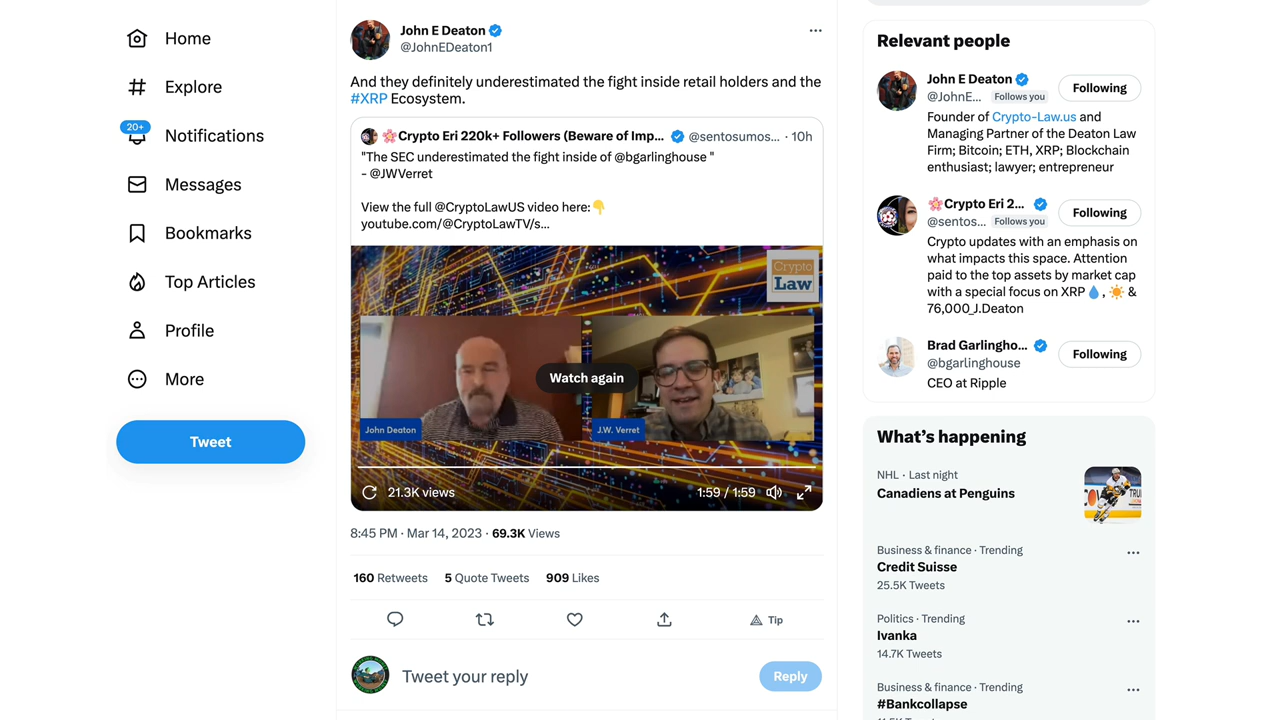 Home
Explore
20+
Notifications
Messages
Bookmarks
Top Articles
Profile
More
Tweet
John E Deaton
@JohnEDeaton1
And they definitely underestimated the fight inside retail holders and the
#XRP Ecosystem.
Crypto Eri 220k+ Followers (Beware of Imp... @sentosumos... · 10h
"The SEC underestimated the fight inside of @bgarlinghouse "
- @JWVerret
View the full @CryptoLawUS video here:👇
youtube.com/@CryptoLawTV/s...
Crypto
Law
Watch again
John Deaton
J.W. Verret
21.3K views
1:59 / 1:59
8:45 PM · Mar 14, 2023 · 69.3K Views
160 Retweets 5 Quote Tweets 909 Likes
Tip
Tweet your reply
Reply
Relevant people
John E Deaton
@JohnE... Follows you
Following
Founder of Crypto-Law.us and
Managing Partner of the Deaton Law
Firm; Bitcoin; ETH, XRP; Blockchain
enthusiast; lawyer; entrepreneur
Crypto Eri 2...
@sentos... Follows you
Following
Crypto updates with an emphasis on
what impacts this space. Attention
paid to the top assets by market cap
with a special focus on XRP💧, ☀️ &
76,000_J.Deaton
Brad Garlingho...
@bgarlinghouse
Following
CEO at Ripple
What's happening
NHL · Last night
Canadiens at Penguins
Business & finance · Trending
Credit Suisse
25.5K Tweets
Politics · Trending
Ivanka
14.7K Tweets
Business & finance · Trending
#Bankcollapse